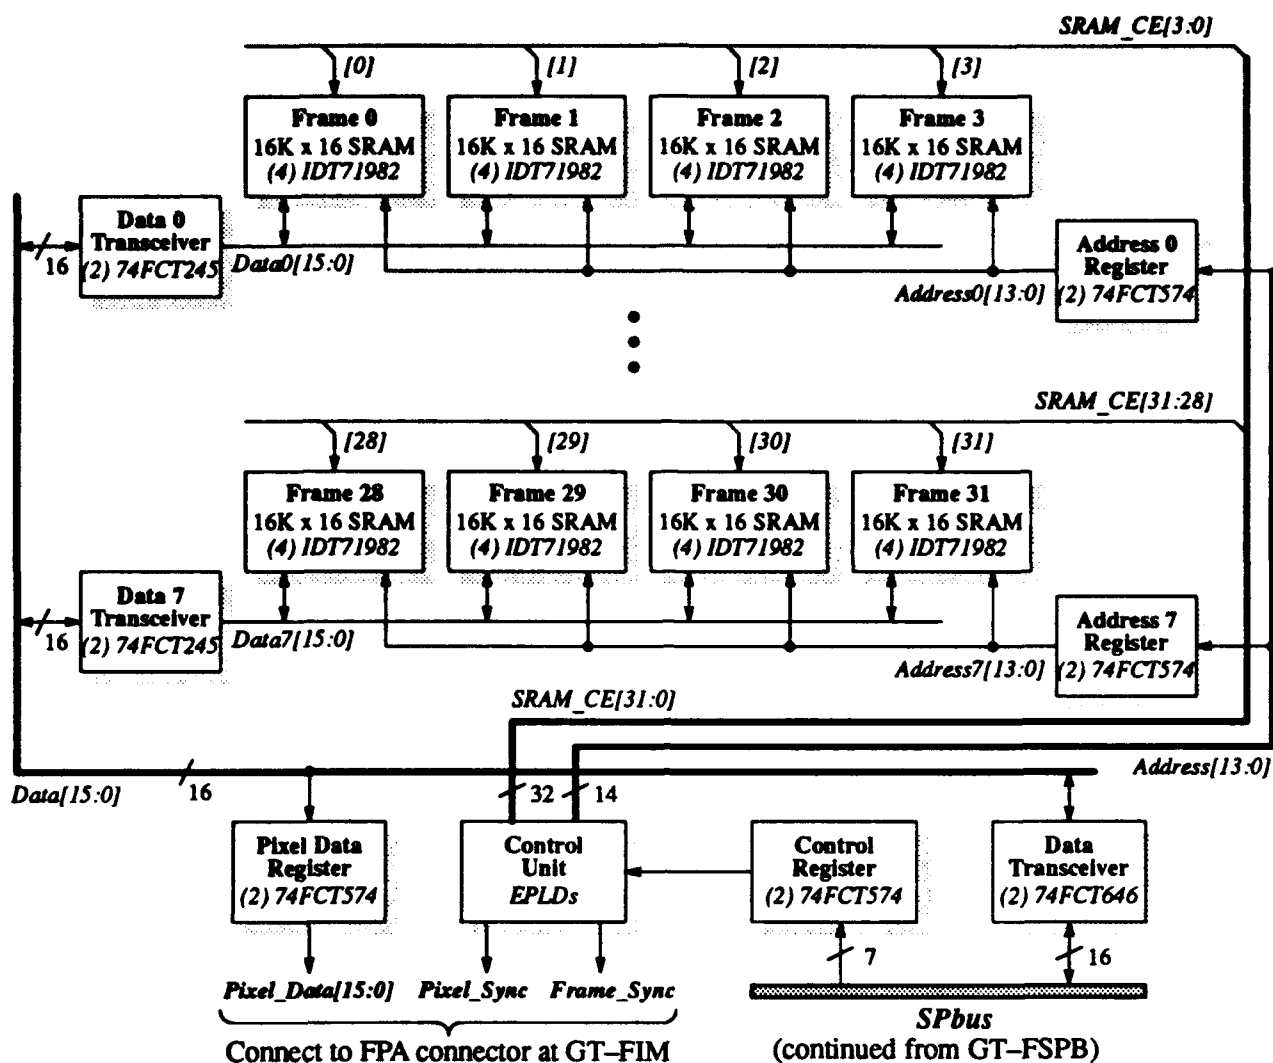 SRAM_CE[3:0]
[0] [1] [2] [3]
Frame 0 Frame 1 Frame 2 Frame 3
16K x 16 SRAM 16K x 16 SRAM 16K x 16 SRAM 16K x 16 SRAM
(4) IDT71982 (4) IDT71982 (4) IDT71982 (4) IDT71982
Data 0
Transceiver
(2) 74FCT245
16
Data0[15:0]
Address 0
Register
(2) 74FCT574
Address0[13:0]
SRAM_CE[31:28]
[28] [29] [30] [31]
Frame 28 Frame 29 Frame 30 Frame 31
16K x 16 SRAM 16K x 16 SRAM 16K x 16 SRAM 16K x 16 SRAM
(4) IDT71982 (4) IDT71982 (4) IDT71982 (4) IDT71982
Data 7
Transceiver
(2) 74FCT245
16
Data7[15:0]
Address 7
Register
(2) 74FCT574
Address7[13:0]
SRAM_CE[31:0]
Data[15:0]
16
32
14
Address[13:0]
Pixel Data
Register
(2) 74FCT574
Control
Unit
EPLDs
Control
Register
(2) 74FCT574
Data
Transceiver
(2) 74FCT646
7
16
Pixel_Data[15:0] Pixel_Sync Frame_Sync
SPbus
Connect to FPA connector at GT–FIM
(continued from GT–FSPB)